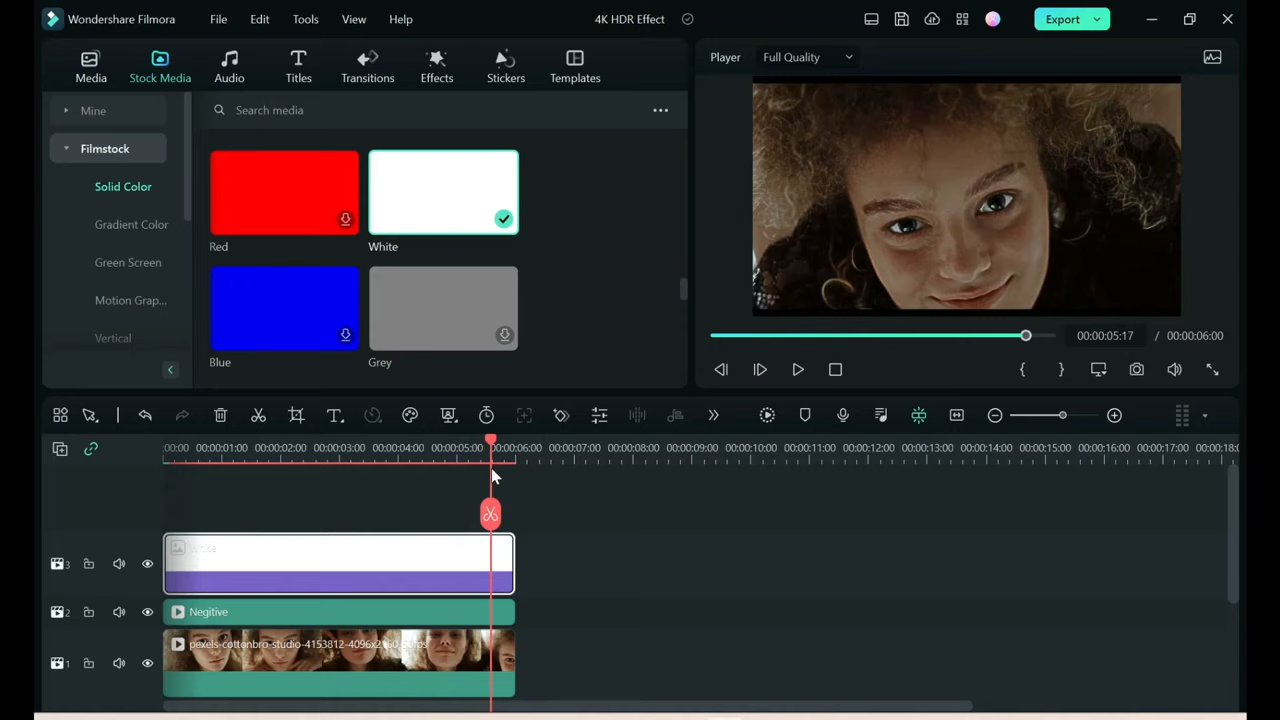 Wondershare Filmora File Edit Tools View Help 4K HDR Effect Export
Media Stock Media Audio Titles Transitions Effects Stickers Templates
Player Full Quality
Mine
Filmstock
Solid Color
Gradient Color
Green Screen
Motion Grap...
Vertical
Search media
Red White
Blue Grey
00:00:05:17 / 00:00:06:00
{ }
:00:00 00:00:01:00 00:00:02:00 00:00:03:00 00:00:04:00 00:00:05:00 00:00:06:00 00:00:07:00 00:00:08:00 00:00:09:00 00:00:10:00 00:00:11:00 00:00:12:00 00:00:13:00 00:00:14:00 00:00:15:00 00:00:16:00 00:00:17:00 00:00:18:0
3 White
2 Negitive
1 pexels-cottonbro-studio-4153812-4096x2160